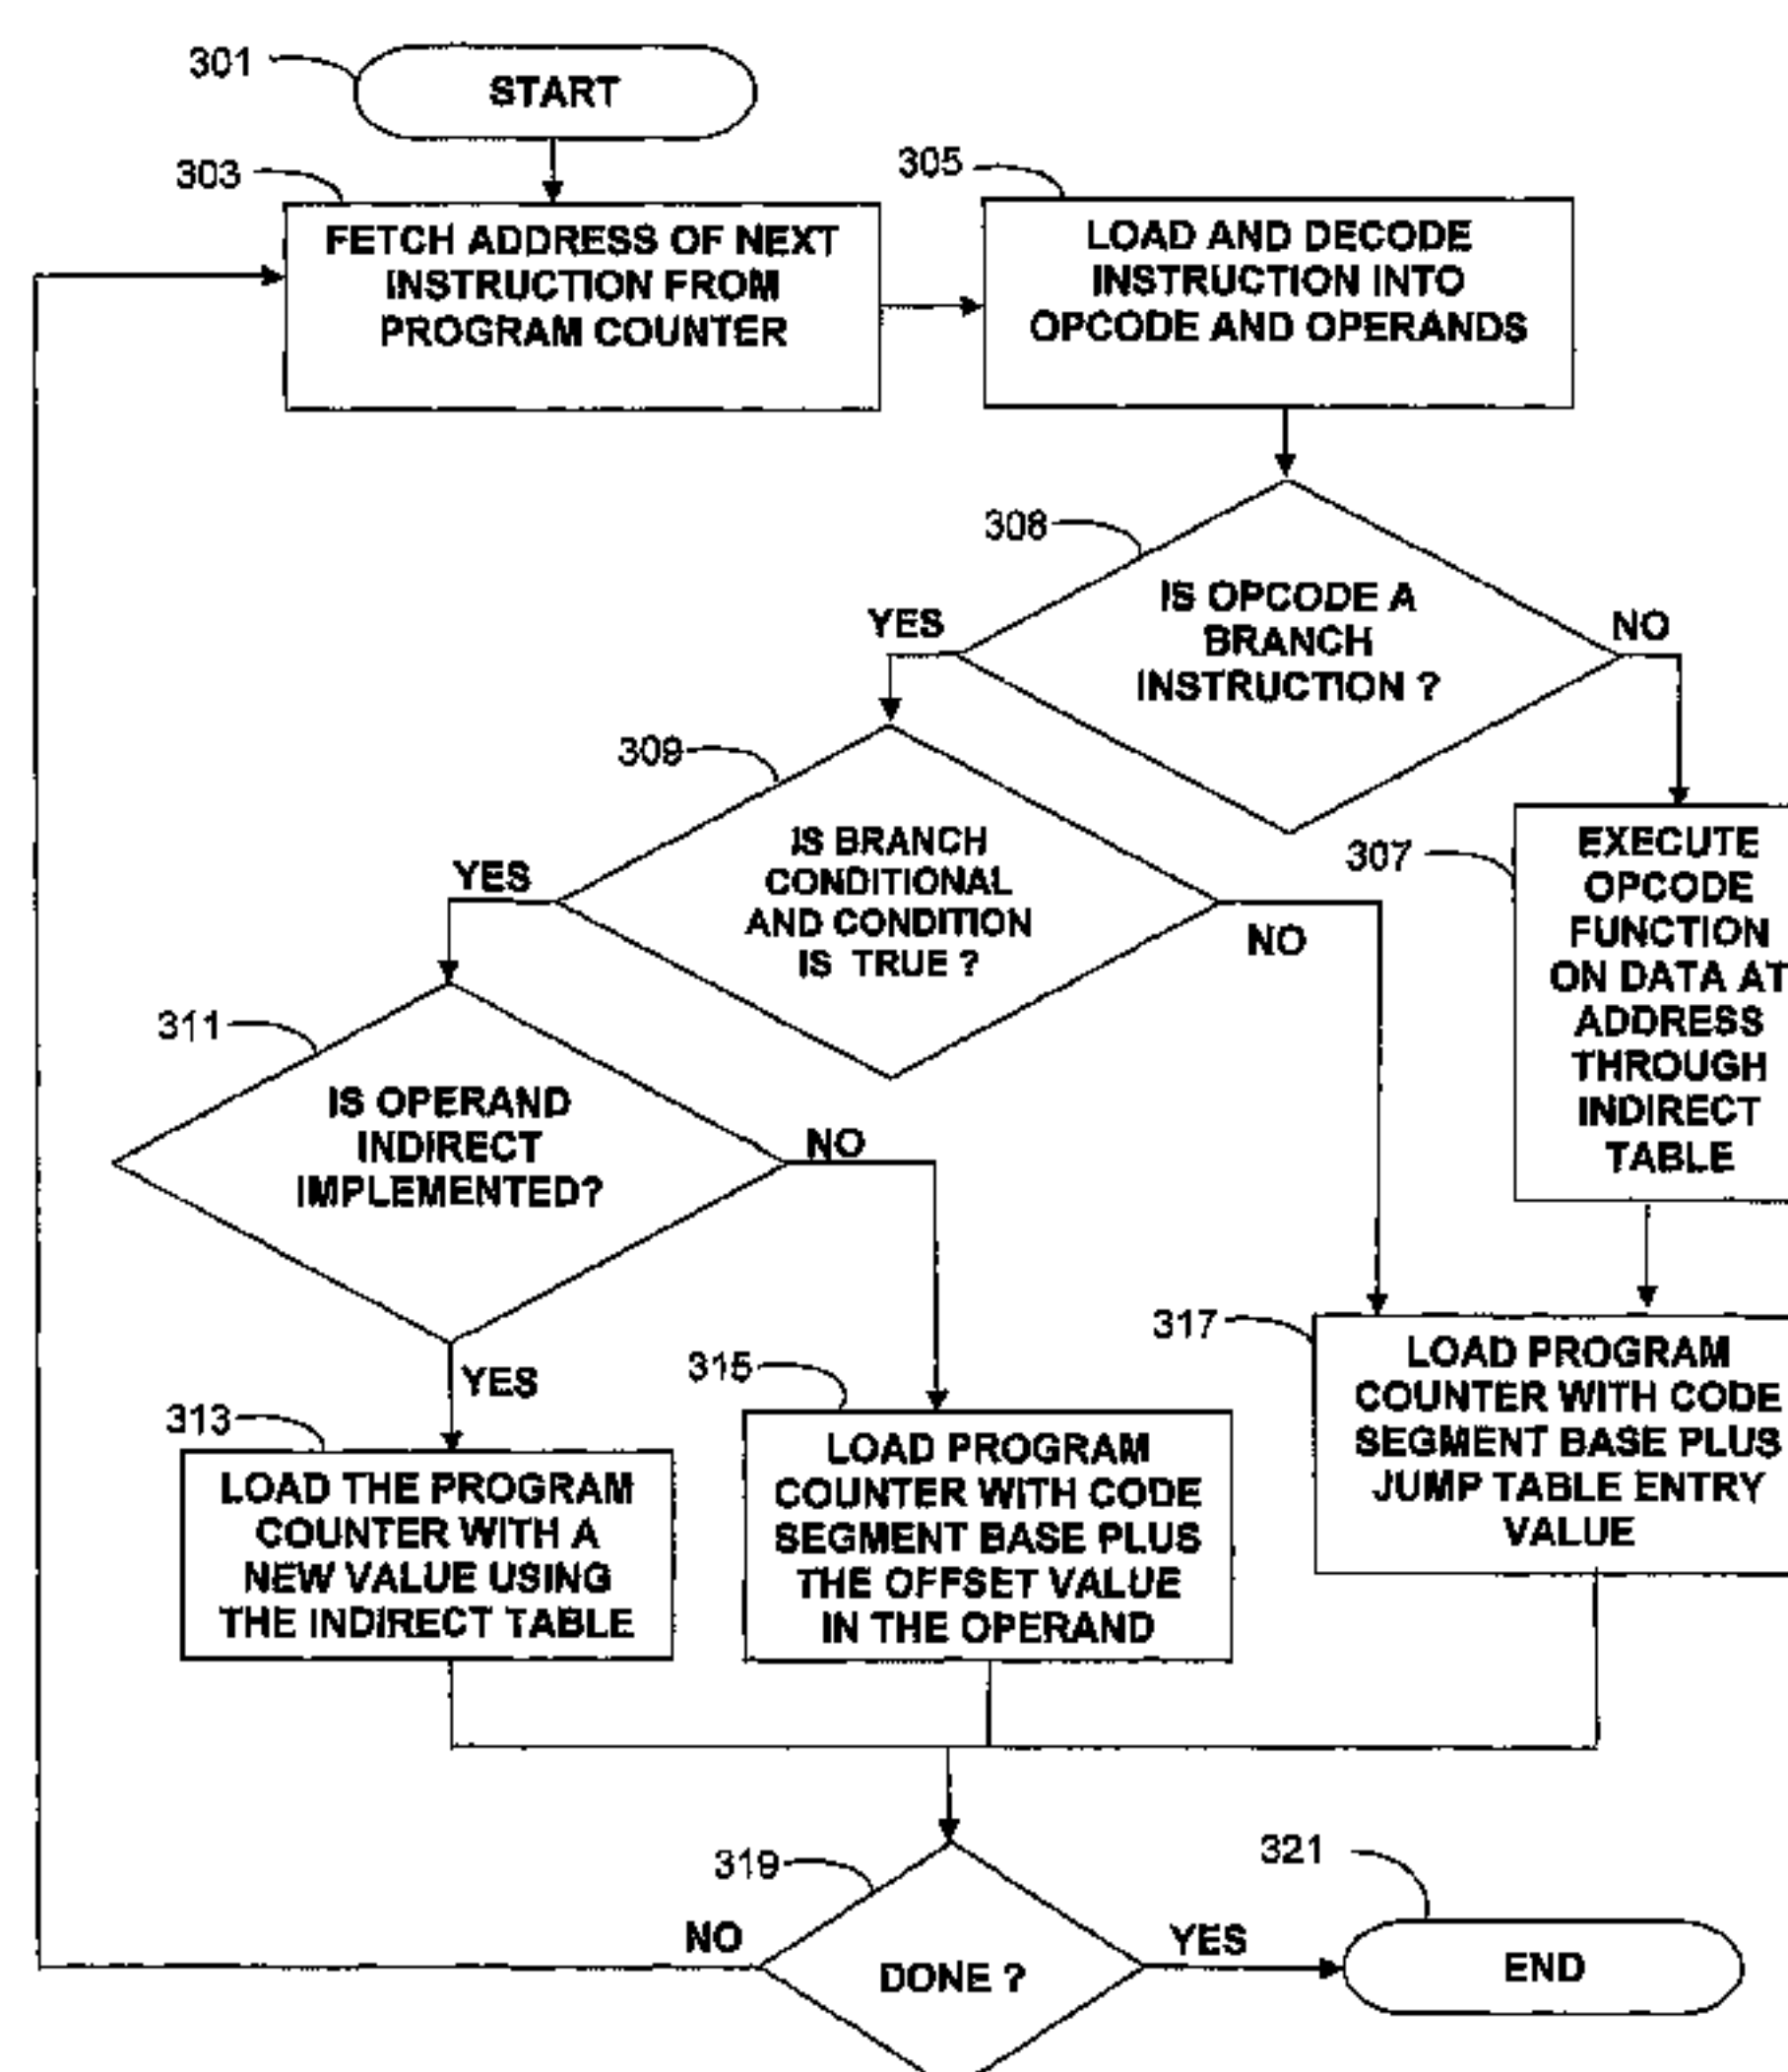 301
START
303
FETCH ADDRESS OF NEXT
INSTRUCTION FROM
PROGRAM COUNTER
305
LOAD AND DECODE
INSTRUCTION INTO
OPCODE AND OPERANDS
308
IS OPCODE A
BRANCH
INSTRUCTION ?
YES
NO
309
IS BRANCH
CONDITIONAL
AND CONDITION
IS TRUE ?
YES
NO
307
EXECUTE
OPCODE
FUNCTION
ON DATA AT
ADDRESS
THROUGH
INDIRECT
TABLE
311
IS OPERAND
INDIRECT
IMPLEMENTED?
NO
YES
313
LOAD THE PROGRAM
COUNTER WITH A
NEW VALUE USING
THE INDIRECT TABLE
315
LOAD PROGRAM
COUNTER WITH CODE
SEGMENT BASE PLUS
THE OFFSET VALUE
IN THE OPERAND
317
LOAD PROGRAM
COUNTER WITH CODE
SEGMENT BASE PLUS
JUMP TABLE ENTRY
VALUE
319
DONE ?
NO
YES
321
END